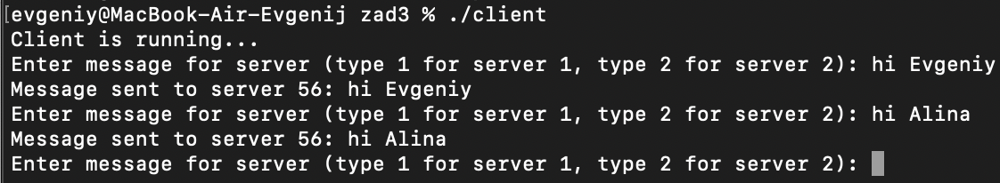 [evgeniy@MacBook-Air-Evgenij zad3 % ./client
Client is running...
Enter message for server (type 1 for server 1, type 2 for server 2): hi Evgeniy
Message sent to server 56: hi Evgeniy
Enter message for server (type 1 for server 1, type 2 for server 2): hi Alina
Message sent to server 56: hi Alina
Enter message for server (type 1 for server 1, type 2 for server 2):